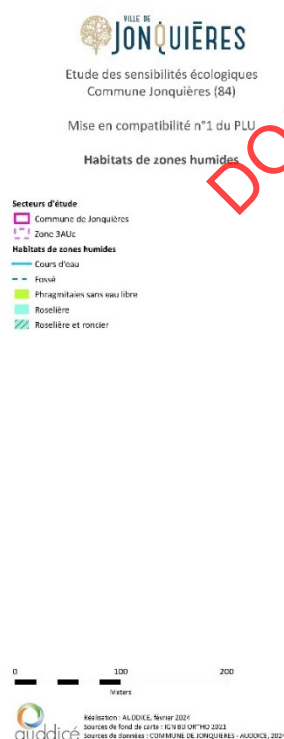 VILLE DE
JONQUIÈRES
Etude des sensibilités écologiques
Commune Jonquières (84)
Mise en compatibilité n°1 du PLU
Habitats de zones humides
DO
Secteurs d'étude
Commune de Jonquières
Zone 3AUc
Habitats de zones humides
Cours d'eau
Fossé
Phragmitaies sans eau libre
Roselière
Roselière et roncier
0 100 200
Meters
auddicé
Réalisation : AUDDICE, février 2024
Sources de fond de carte : IGN BD ORTHO 2021
Sources de données : COMMUNE DE JONQUIERES - AUDDICE, 2024